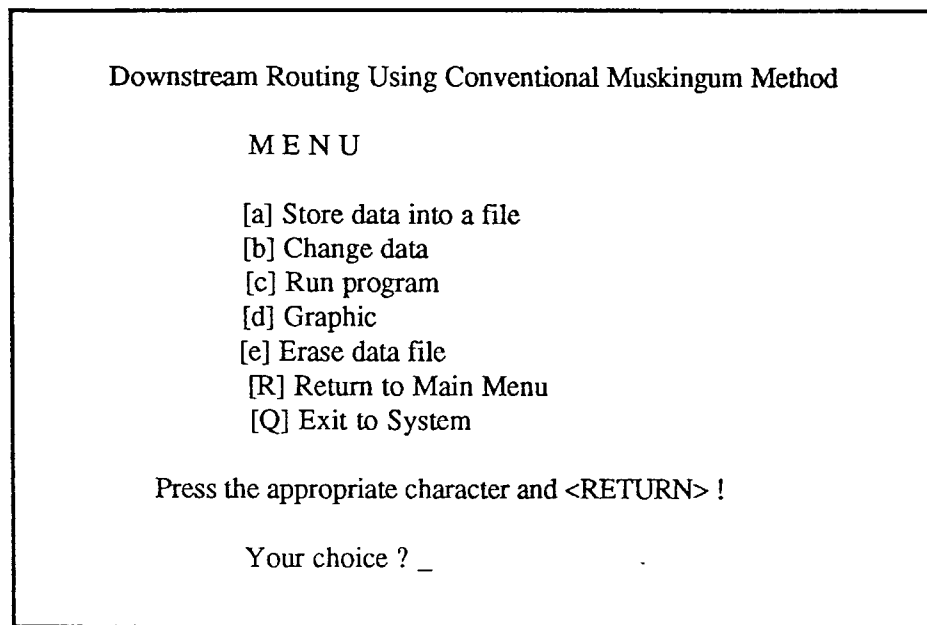 Downstream Routing Using Conventional Muskingum Method
M E N U
[a] Store data into a file
[b] Change data
[c] Run program
[d] Graphic
[e] Erase data file
[R] Return to Main Menu
[Q] Exit to System
Press the appropriate character and <RETURN> !
Your choice ? _